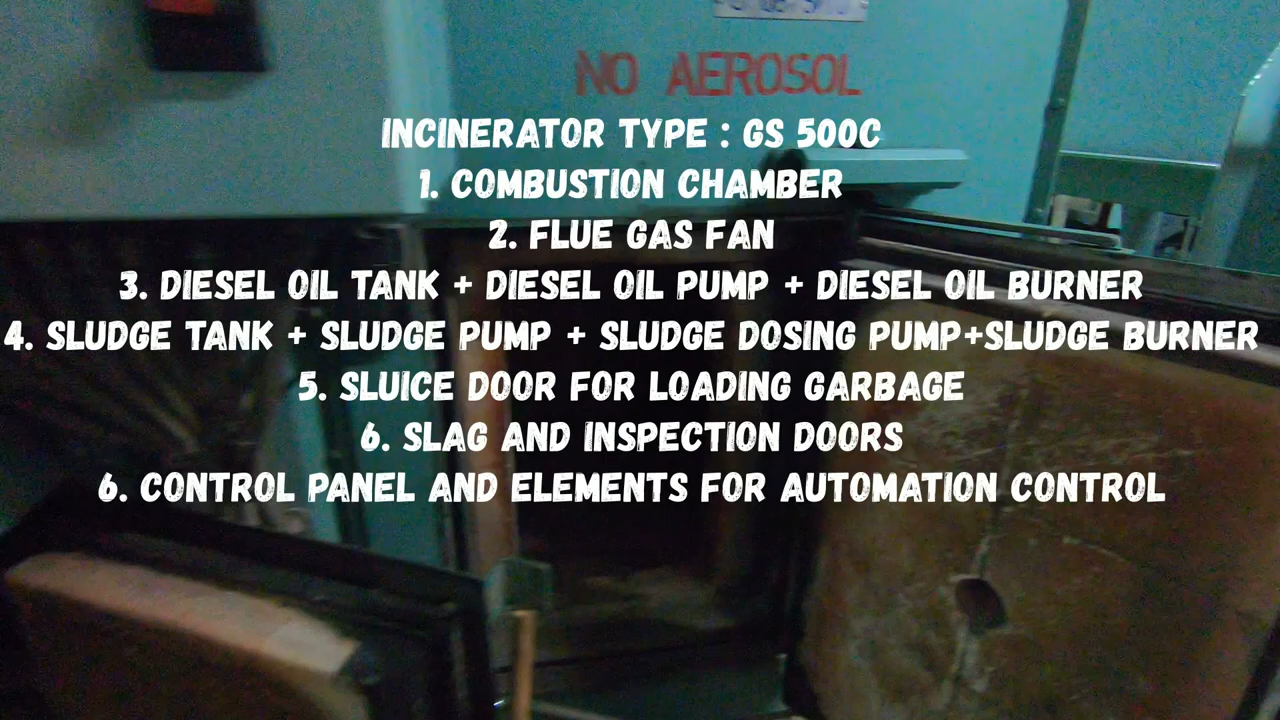 NO AEROSOL
INCINERATOR TYPE : GS 500C
1. COMBUSTION CHAMBER
2. FLUE GAS FAN
3. DIESEL OIL TANK + DIESEL OIL PUMP + DIESEL OIL BURNER
4. SLUDGE TANK + SLUDGE PUMP + SLUDGE DOSING PUMP+SLUDGE BURNER
5. SLUICE DOOR FOR LOADING GARBAGE
6. SLAG AND INSPECTION DOORS
6. CONTROL PANEL AND ELEMENTS FOR AUTOMATION CONTROL